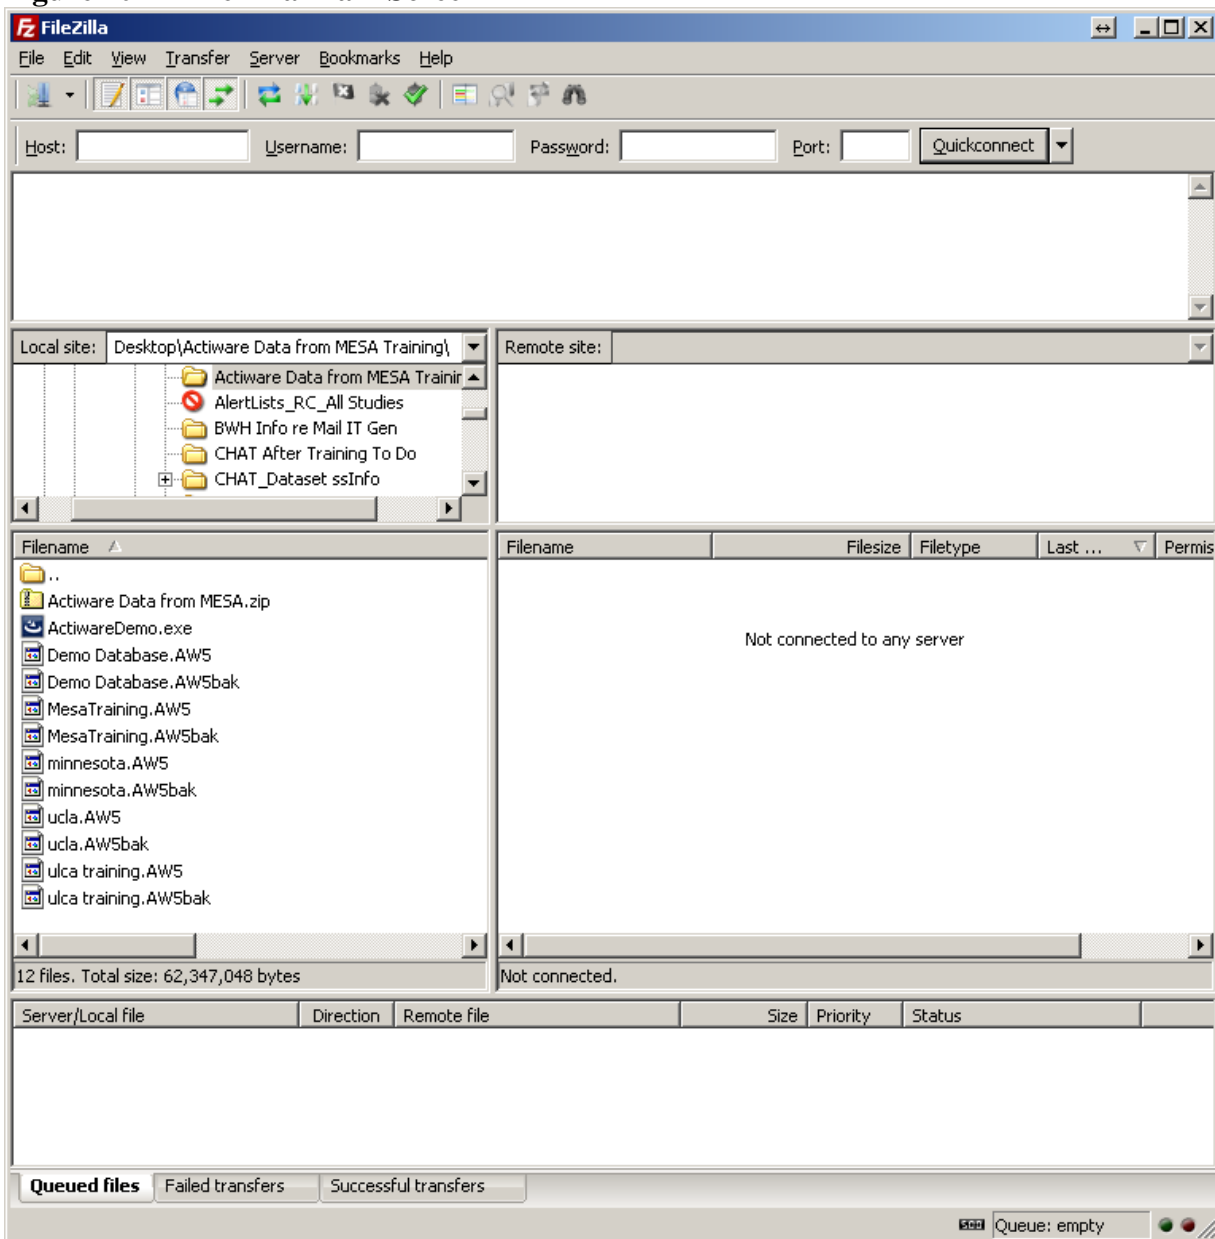 FileZilla
File Edit View Transfer Server Bookmarks Help
Host: Username: Password: Port: Quickconnect
Local site: Desktop\Actiware Data from MESA Training\
Remote site:
Actiware Data from MESA Trainin
AlertLists_RC_All Studies
BWH Info re Mail IT Gen
CHAT After Training To Do
CHAT_Dataset ssInfo
Filename
..
Actiware Data from MESA.zip
ActiwareDemo.exe
Demo Database.AW5
Demo Database.AW5bak
MesaTraining.AW5
MesaTraining.AW5bak
minnesota.AW5
minnesota.AW5bak
ucla.AW5
ucla.AW5bak
ulca training.AW5
ulca training.AW5bak
12 files. Total size: 62,347,048 bytes
Filename Filesize Filetype Last ... Permis
Not connected to any server
Not connected.
Server/Local file Direction Remote file Size Priority Status
Queued files Failed transfers Successful transfers
Queue: empty